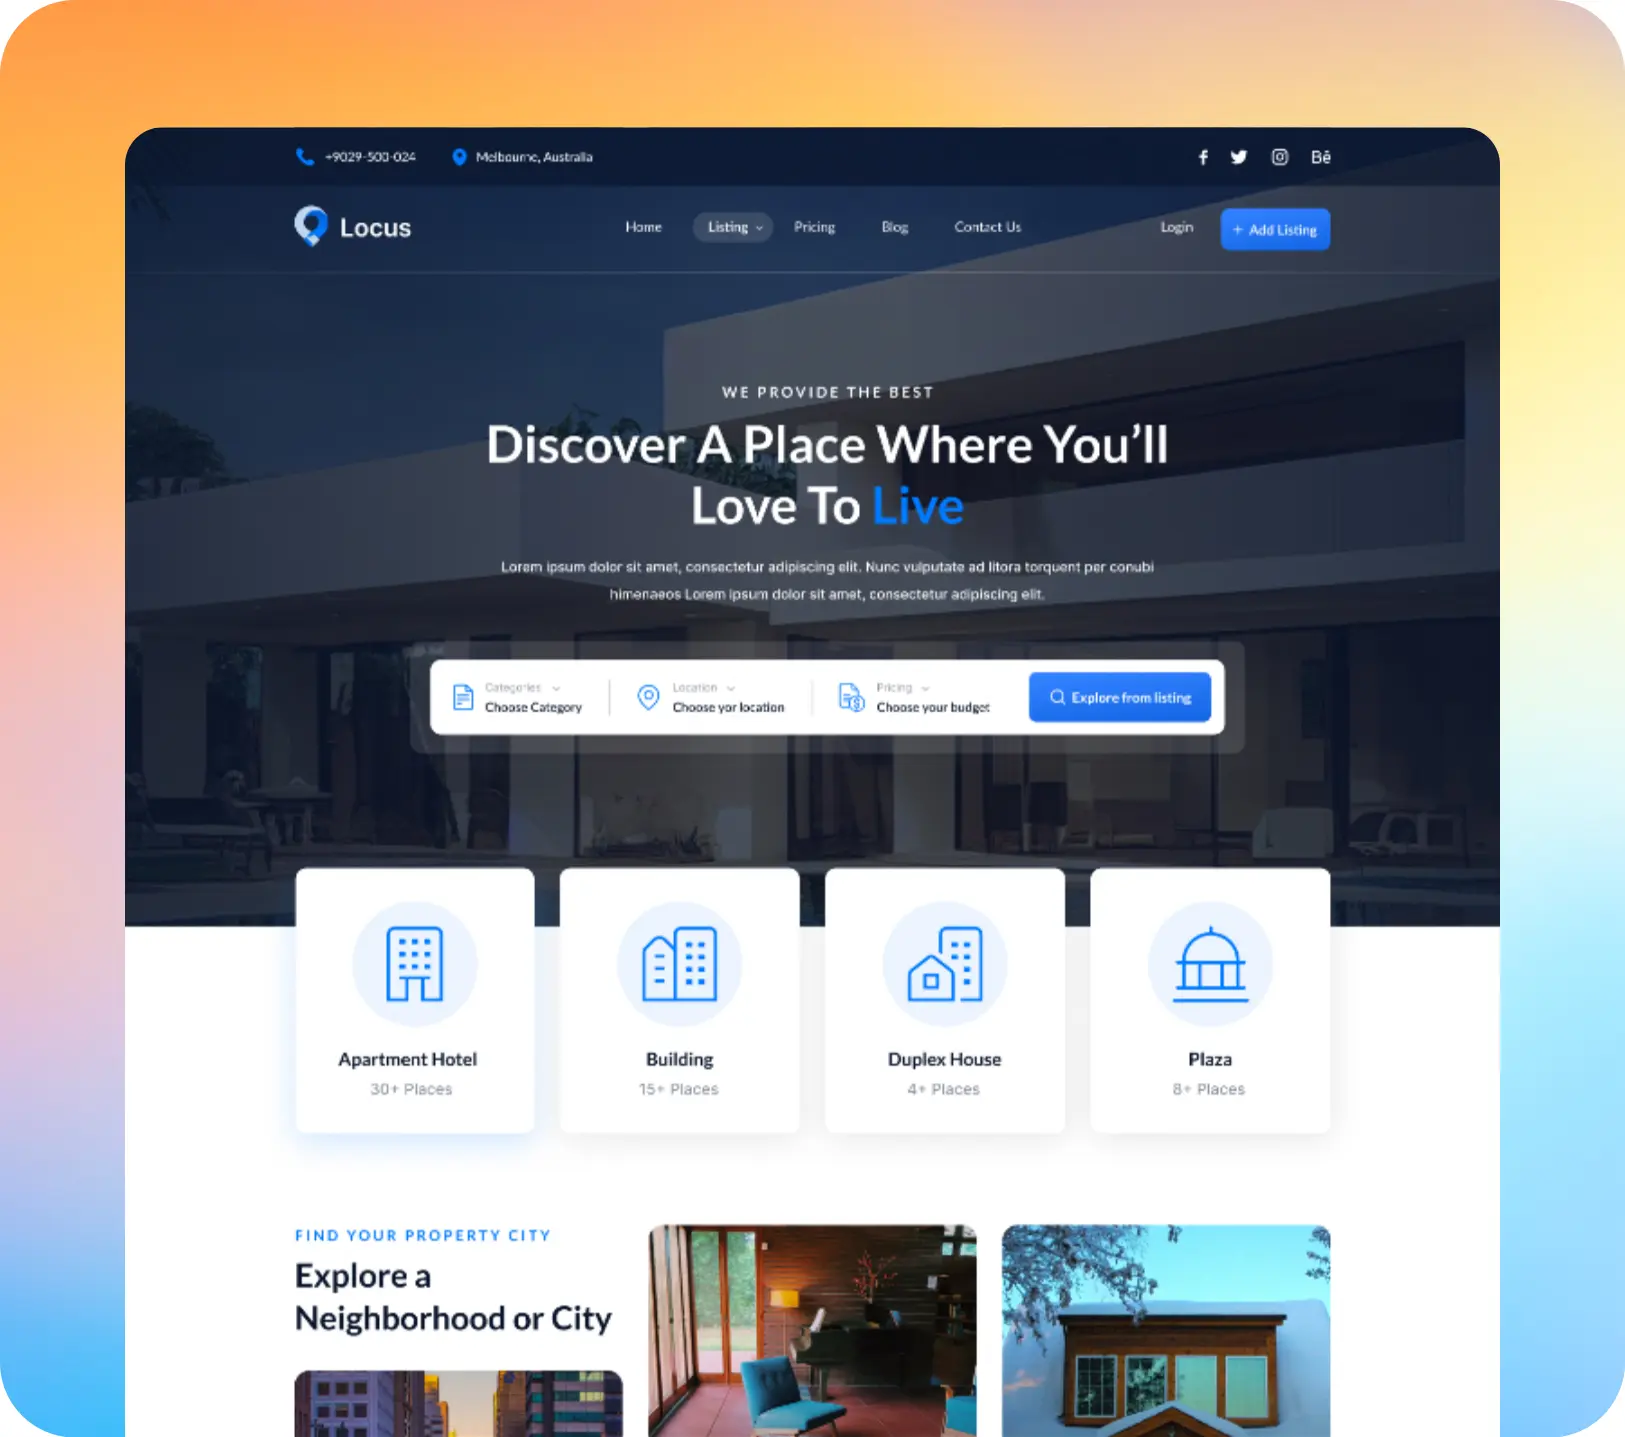 +9029-500-024
Melbourne, Australia
Bē
Locus
Home
Listing
Pricing
Blog
Contact Us
Login
+ Add Listing
WE PROVIDE THE BEST
Discover A Place Where You’ll
Love To Live
Lorem ipsum dolor sit amet, consectetur adipiscing elit. Nunc vulputate ad litora torquent per conubi
himenaeos Lorem ipsum dolor sit amet, consectetur adipiscing elit.
Categories
Choose Category
Location
Choose yor location
Pricing
Choose your budget
Explore from listing
Apartment Hotel
30+ Places
Building
15+ Places
Duplex House
4+ Places
Plaza
8+ Places
FIND YOUR PROPERTY CITY
Explore a
Neighborhood or City